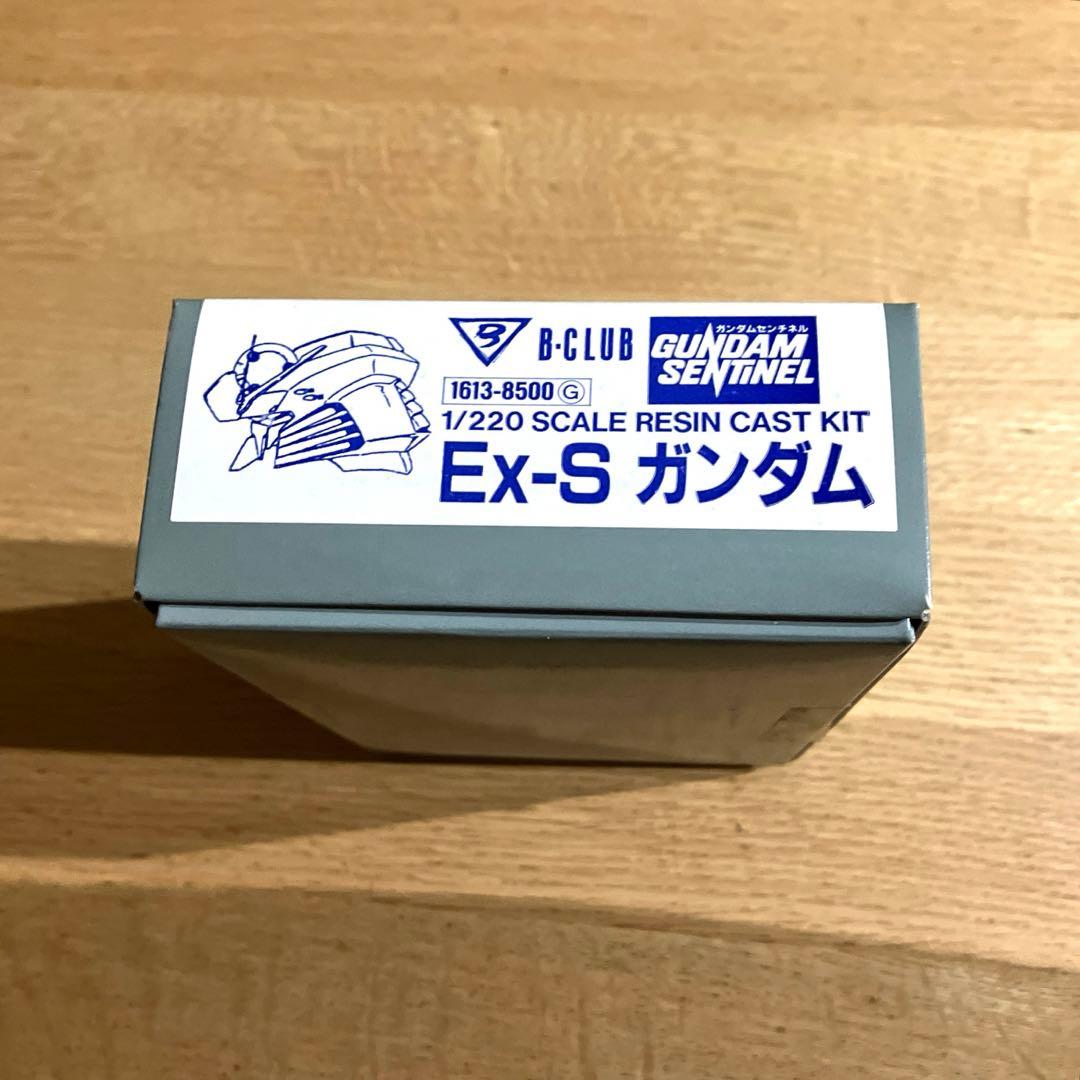 B B·CLUB
ガンダムセンチネル
GUNDAM
SENTINEL
1613-8500 G
1/220 SCALE RESIN CAST KIT
Ex-S ガンダム